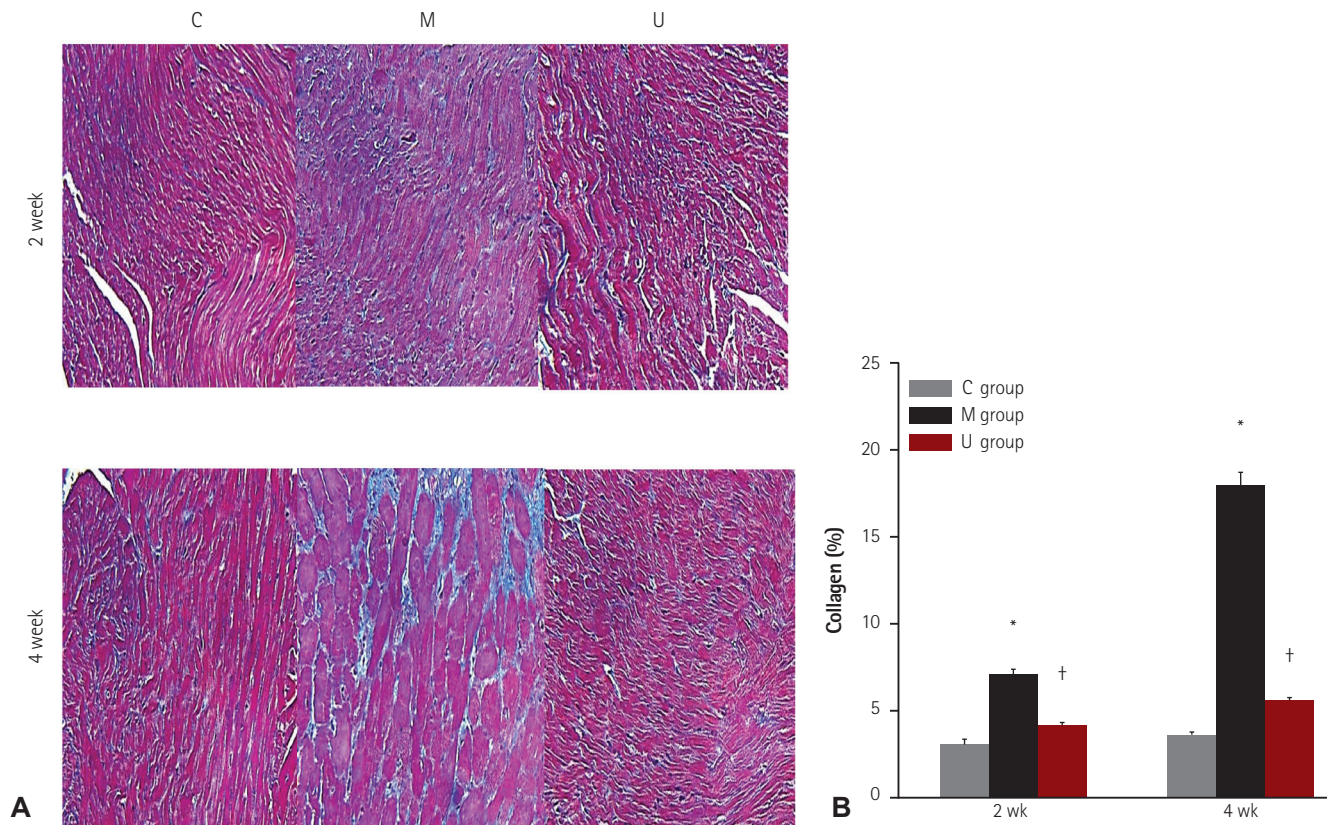 C M U
2 week
4 week
A
25
20
15
10
5
0
Collagen (%)
C group
M group
U group
*
†
*
†
2 wk
4 wk
B